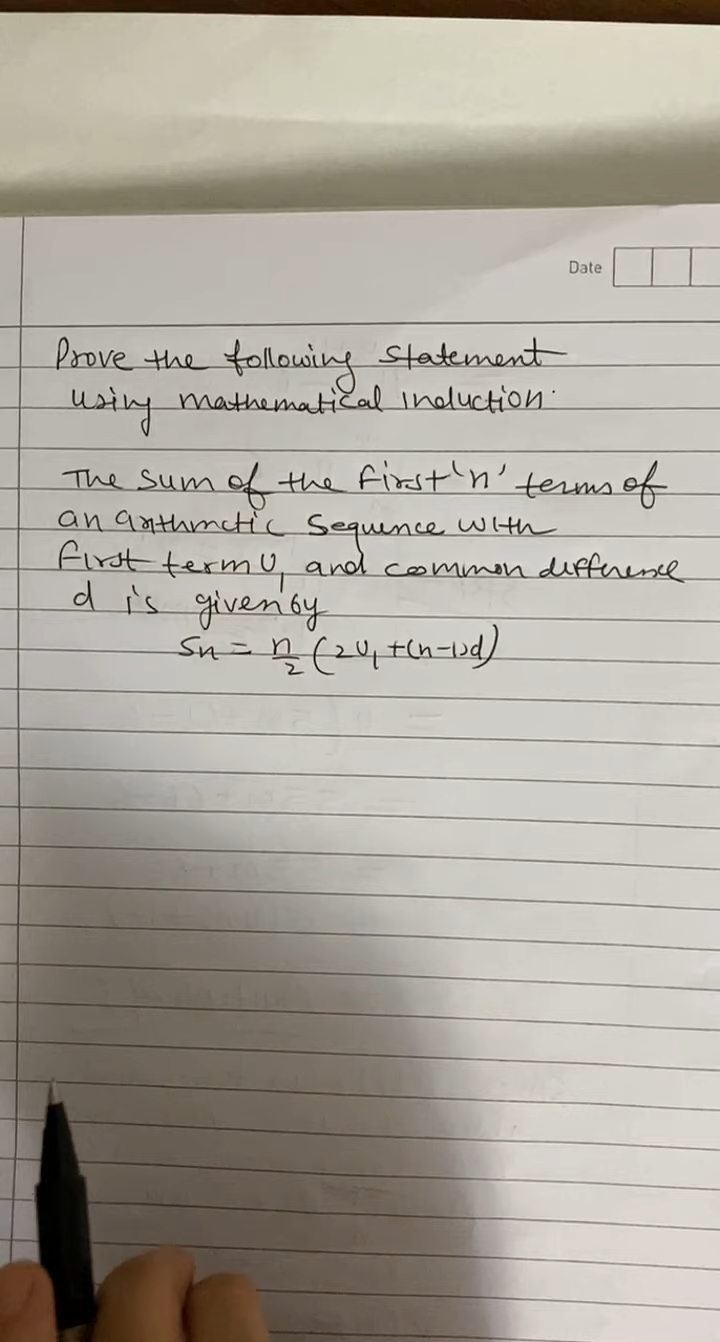 Date
Prove the following statement
using mathematical induction.
The sum of the first 'n' terms of
an arithmetic sequence with
first term U₁ and common difference
d is given by
Sn = n/2 (2U₁ + (n-1)d)